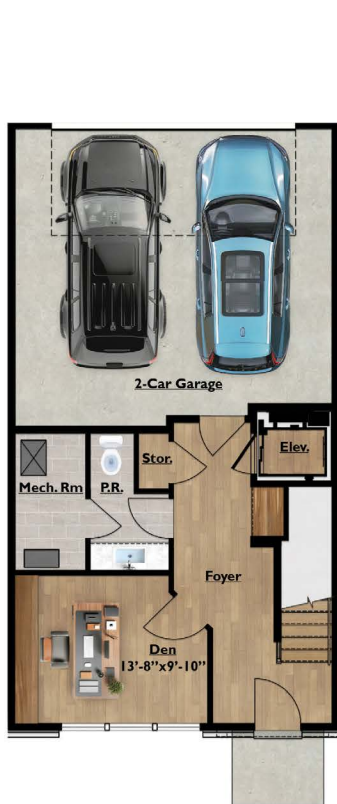 2-Car Garage
Stor.
Elev.
Mech. Rm
P.R.
Foyer
Den
13'-8"x9'-10"